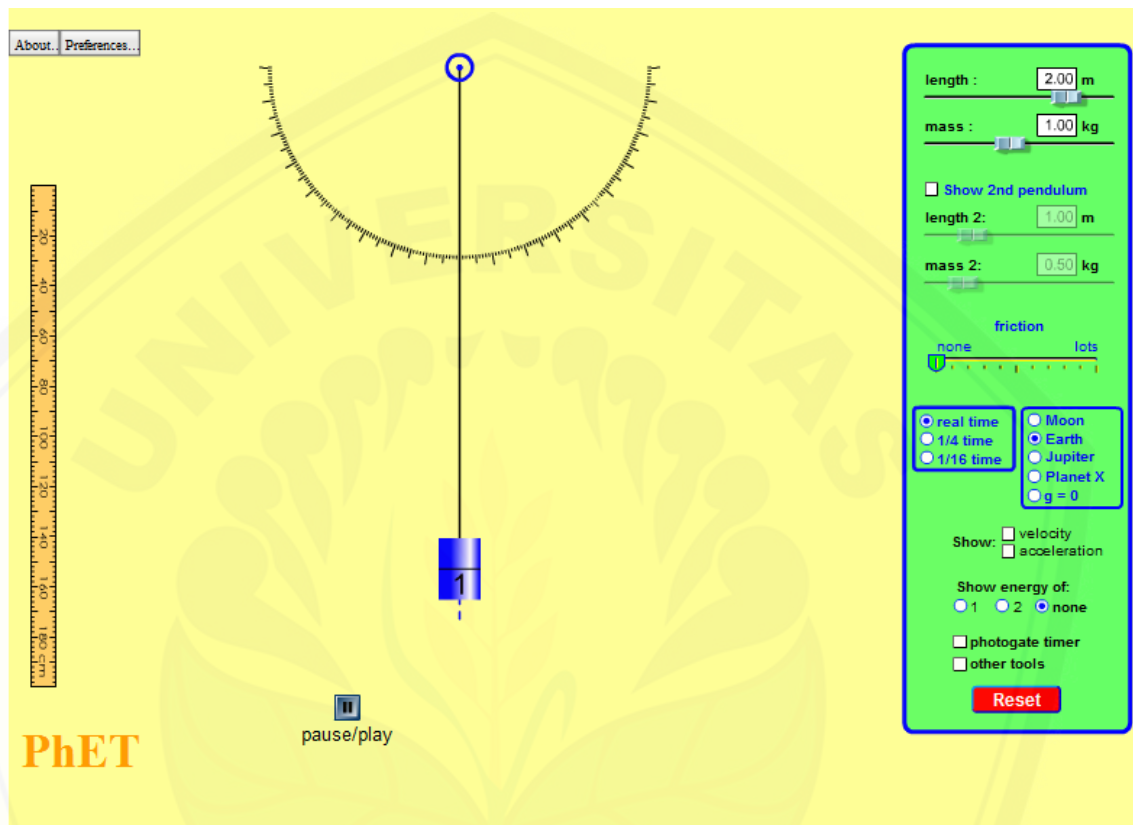 About.. Preferences...
length : 2.00 m
mass : 1.00 kg
Show 2nd pendulum
length 2: 1.00 m
mass 2: 0.50 kg
friction
none lots
real time
1/4 time
1/16 time
Moon
Earth
Jupiter
Planet X
g = 0
Show: velocity
acceleration
Show energy of:
1 2 none
photogate timer
other tools
Reset
20
40
60
80
100
120
140
160
180 cm
1
pause/play
PhET
UNIVERSITAS